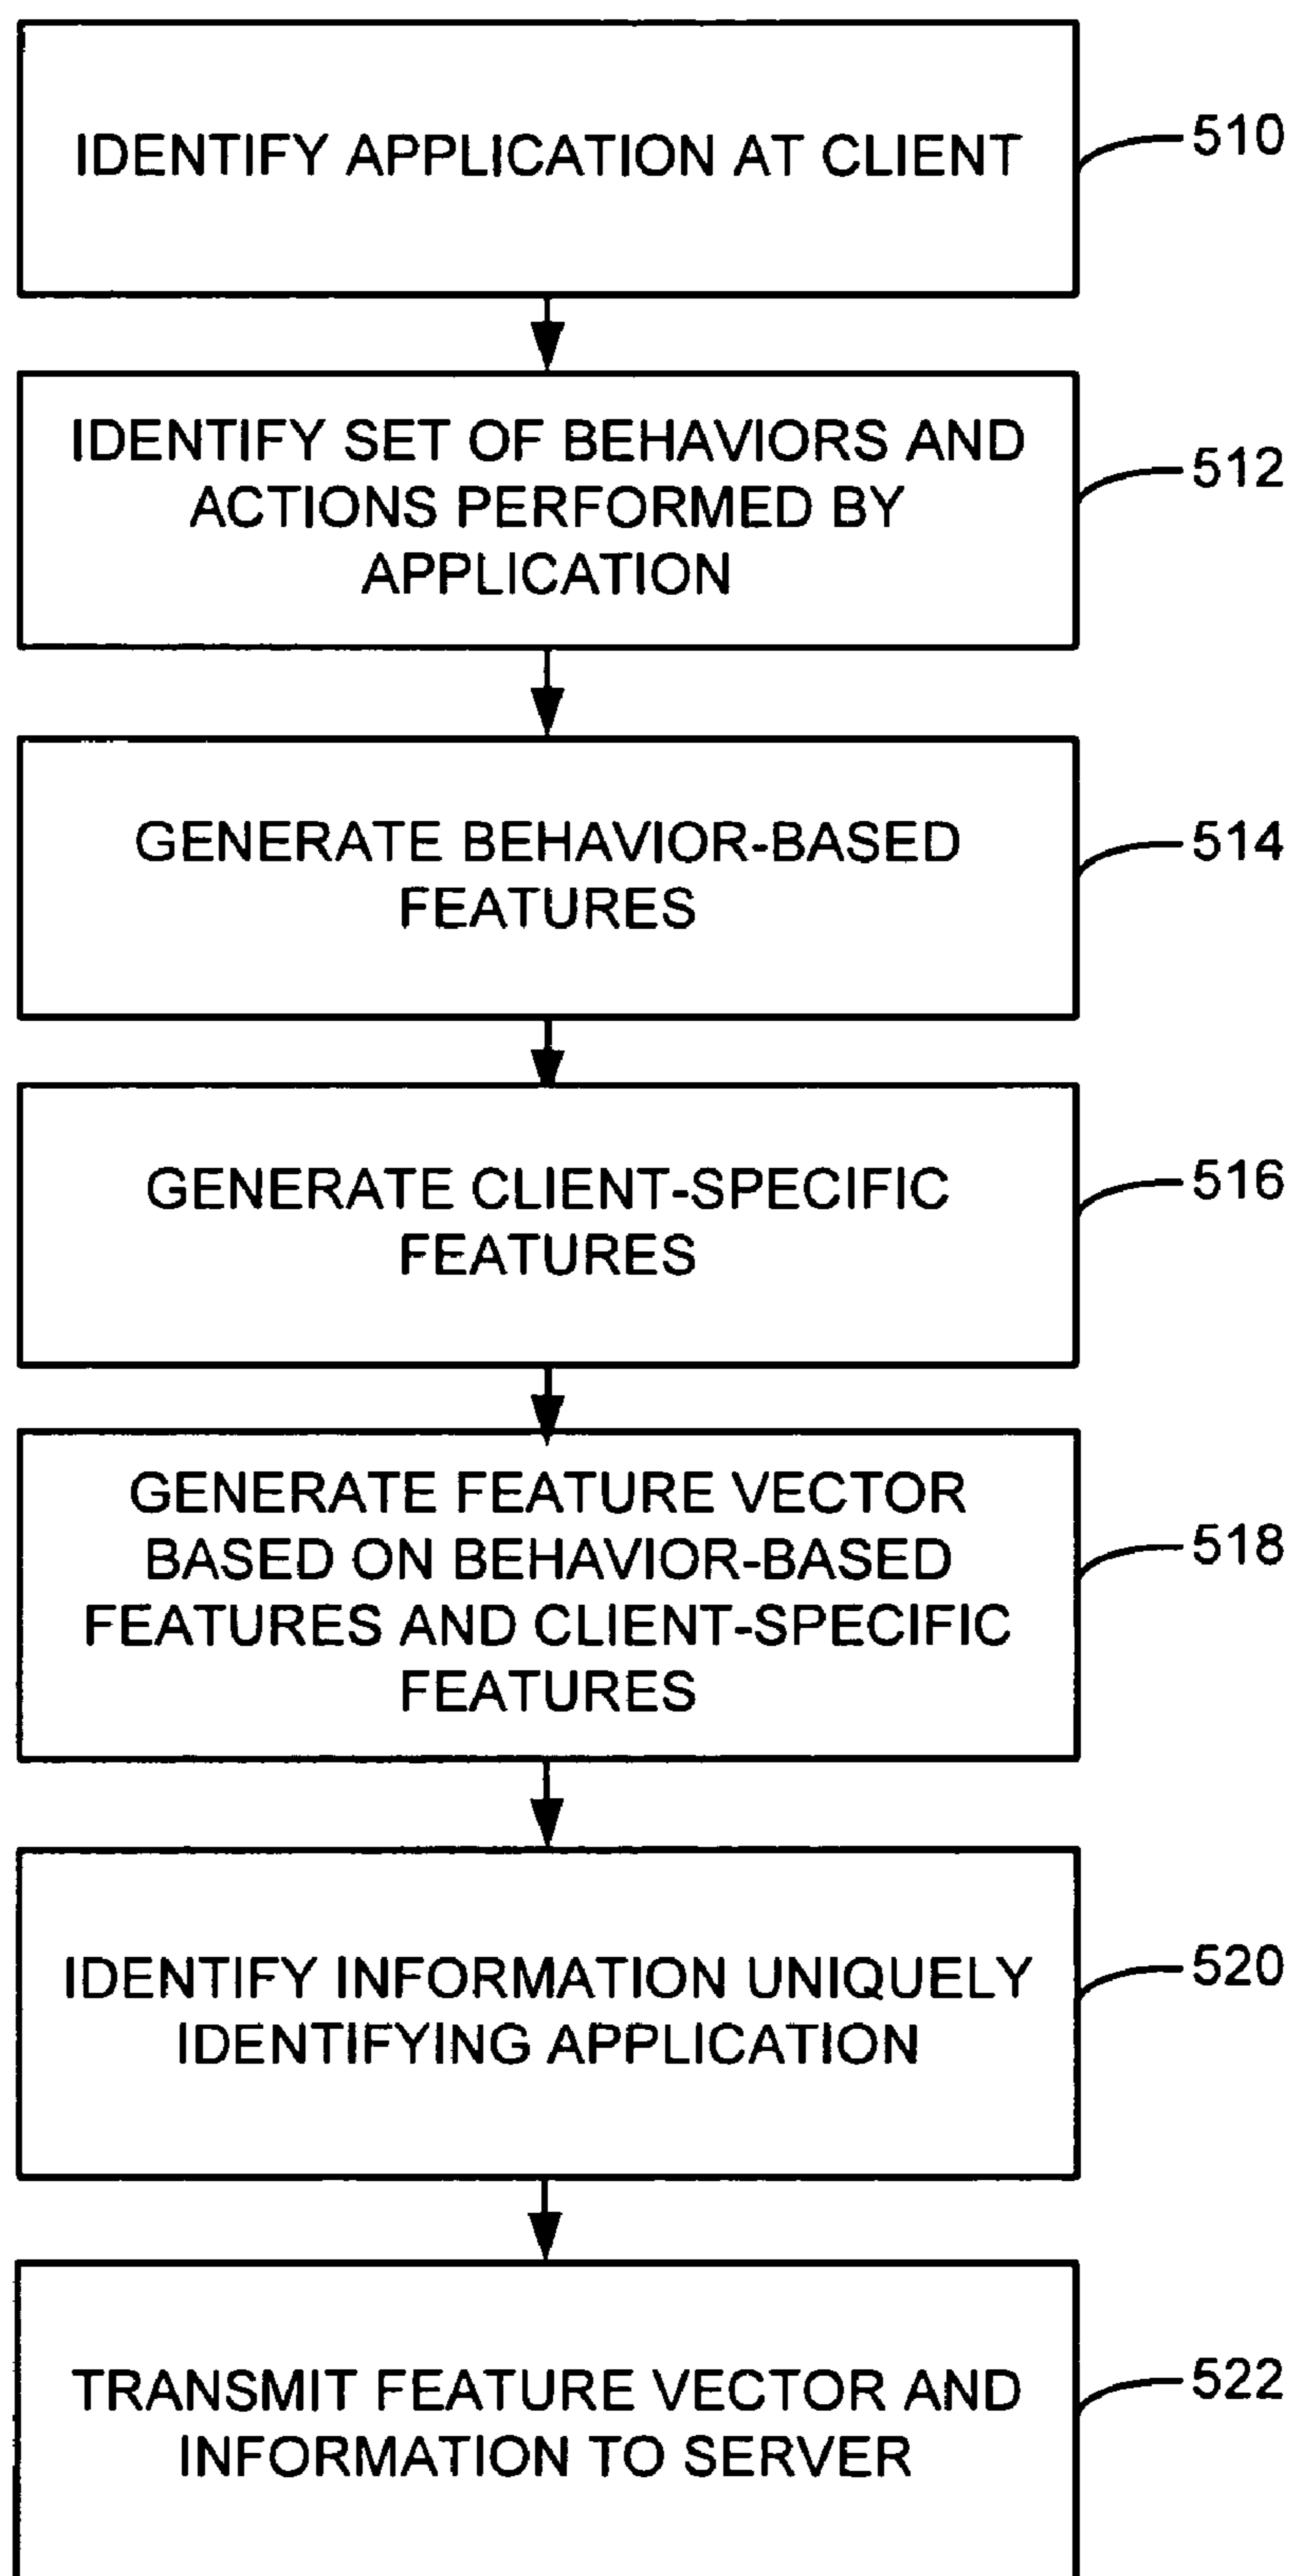 IDENTIFY APPLICATION AT CLIENT
510
IDENTIFY SET OF BEHAVIORS AND
ACTIONS PERFORMED BY
APPLICATION
512
GENERATE BEHAVIOR-BASED
FEATURES
514
GENERATE CLIENT-SPECIFIC
FEATURES
516
GENERATE FEATURE VECTOR
BASED ON BEHAVIOR-BASED
FEATURES AND CLIENT-SPECIFIC
FEATURES
518
IDENTIFY INFORMATION UNIQUELY
IDENTIFYING APPLICATION
520
TRANSMIT FEATURE VECTOR AND
INFORMATION TO SERVER
522